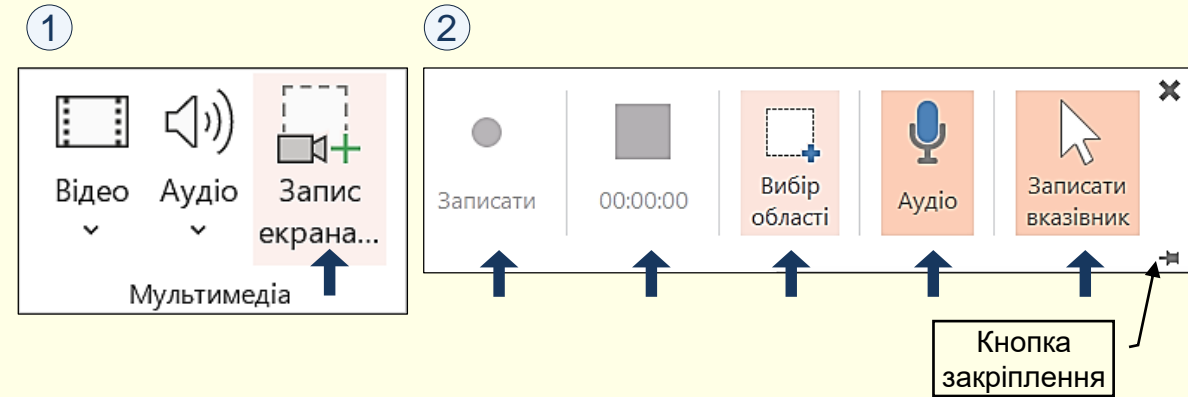 1
2
Відео
Аудіо
Запис
екрана...
Мультимедіа
Записати
00:00:00
Вибір
області
Аудіо
Записати
вказівник
Кнопка
закріплення